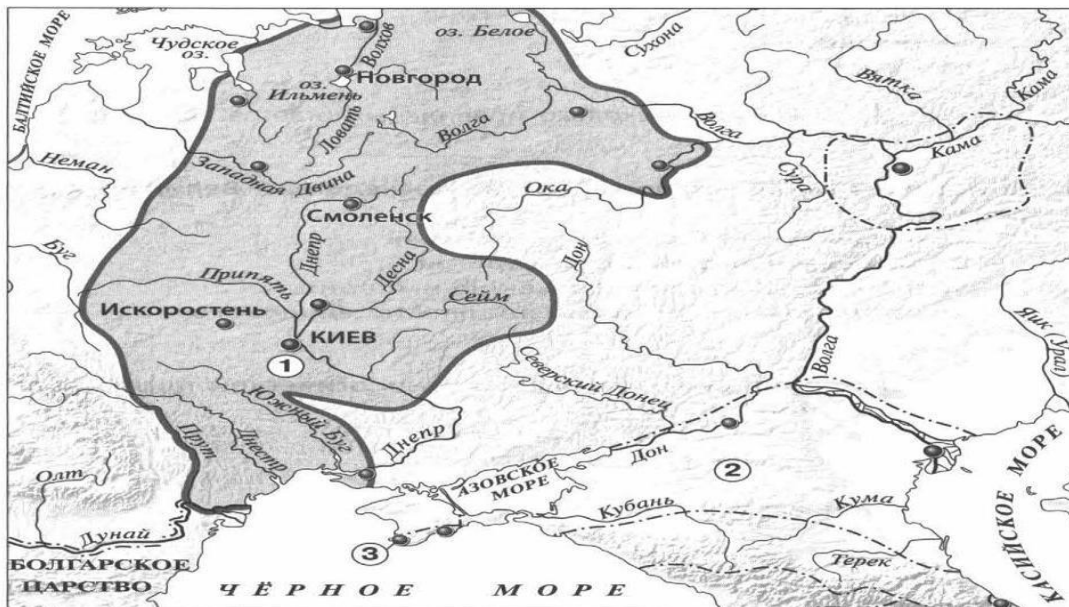 БАЛТИЙСКОЕ МОРЕ
Чудское
оз.
Волхов
оз. Белое
Сухона
Вятка
Кама
Новгород
оз.
Ильмень
Ловать
Волга
Волга
Кама
Сура
Неман
Западная Двина
Ока
Смоленск
Днепр
Десна
Дон
Буг
Припять
Сейм
Искоростень
КИЕВ
1
Волга
Яик (Урал)
Северский Донец
Южный Буг
Днепр
Прут
Днестр
Дон
2
АЗОВСКОЕ
МОРЕ
Олт
Кубань
Кума
КАСИЙСКОЕ МОРЕ
Дунай
3
Терек
БОЛГАРСКОЕ
ЦАРСТВО
ЧЁРНОЕ МОРЕ